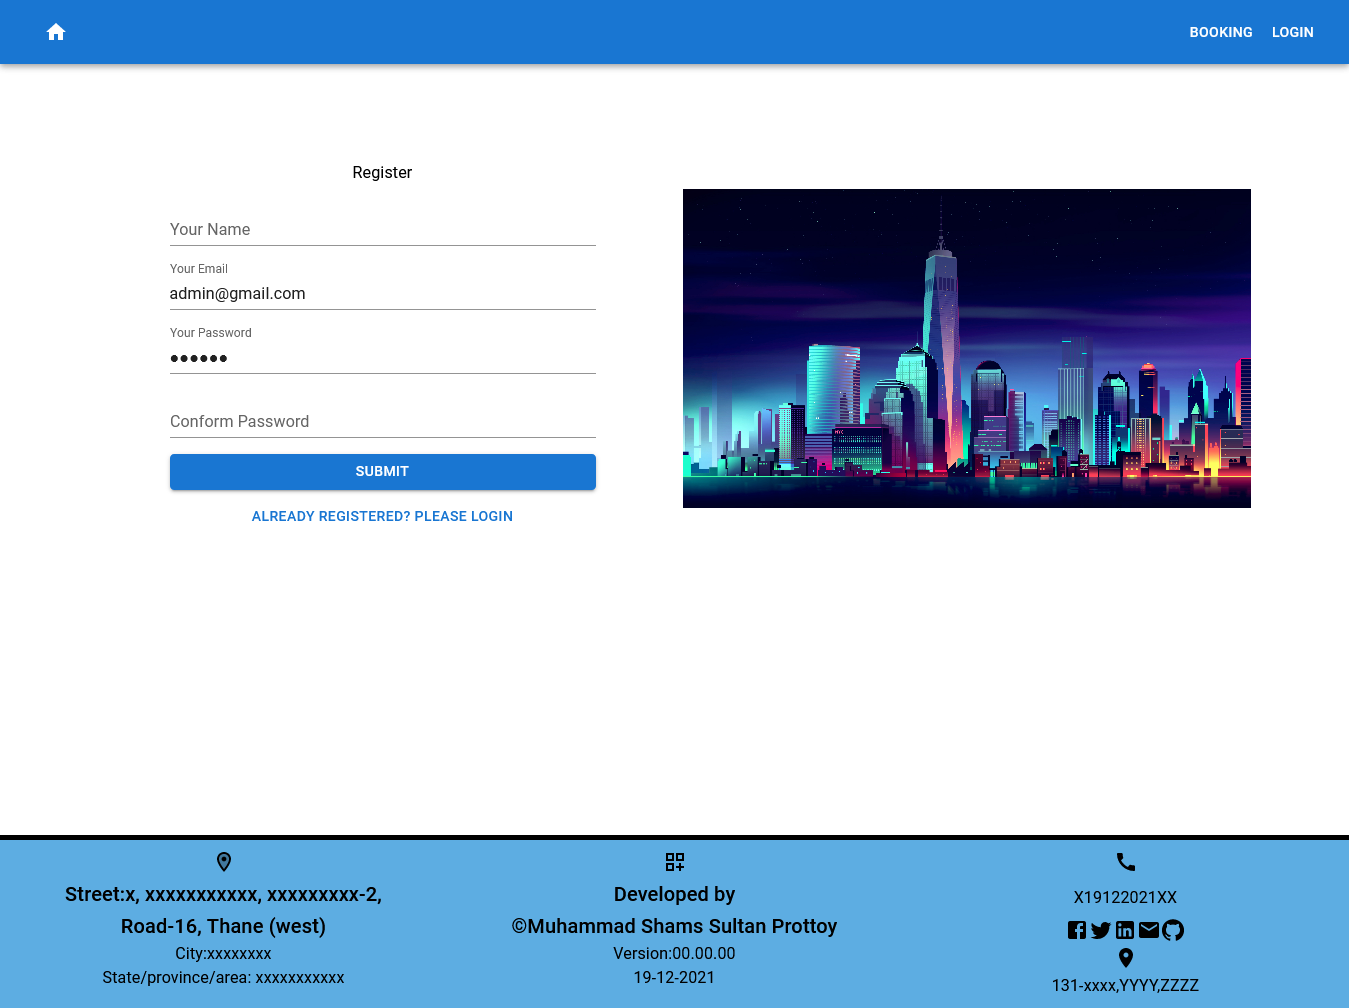 BOOKING LOGIN
Register
Your Name
Your Email
admin@gmail.com
Your Password
Conform Password
SUBMIT
ALREADY REGISTERED? PLEASE LOGIN
NYC
Street:x, xxxxxxxxxxx, xxxxxxxxx-2,
Road-16, Thane (west)
City:xxxxxxxx
State/province/area: xxxxxxxxxxx
Developed by
©Muhammad Shams Sultan Prottoy
Version:00.00.00
19-12-2021
X19122021XX
131-xxxx,YYYY,ZZZZ